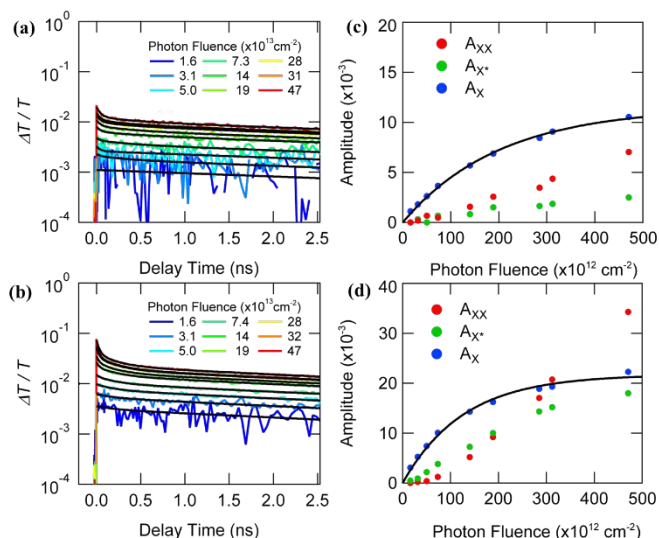 (a)
10^0
10^-1
10^-2
10^-3
10^-4
ΔT / T
Photon Fluence (x10^13cm^-2)
1.6 7.3 28
3.1 14 31
5.0 19 47
0.0 0.5 1.0 1.5 2.0 2.5
Delay Time (ns)
(c)
20
15
10
5
0
Amplitude (x10^-3)
A_XX
A_X*
A_X
0 100 200 300 400 500
Photon Fluence (x10^12 cm^-2)
(b)
10^0
10^-1
10^-2
10^-3
10^-4
ΔT / T
Photon Fluence (x10^13cm^-2)
1.6 7.4 28
3.1 14 32
5.0 19 47
0.0 0.5 1.0 1.5 2.0 2.5
Delay Time (ns)
(d)
40
30
20
10
0
Amplitude (x10^-3)
A_XX
A_X*
A_X
0 100 200 300 400 500
Photon Fluence (x10^12 cm^-2)